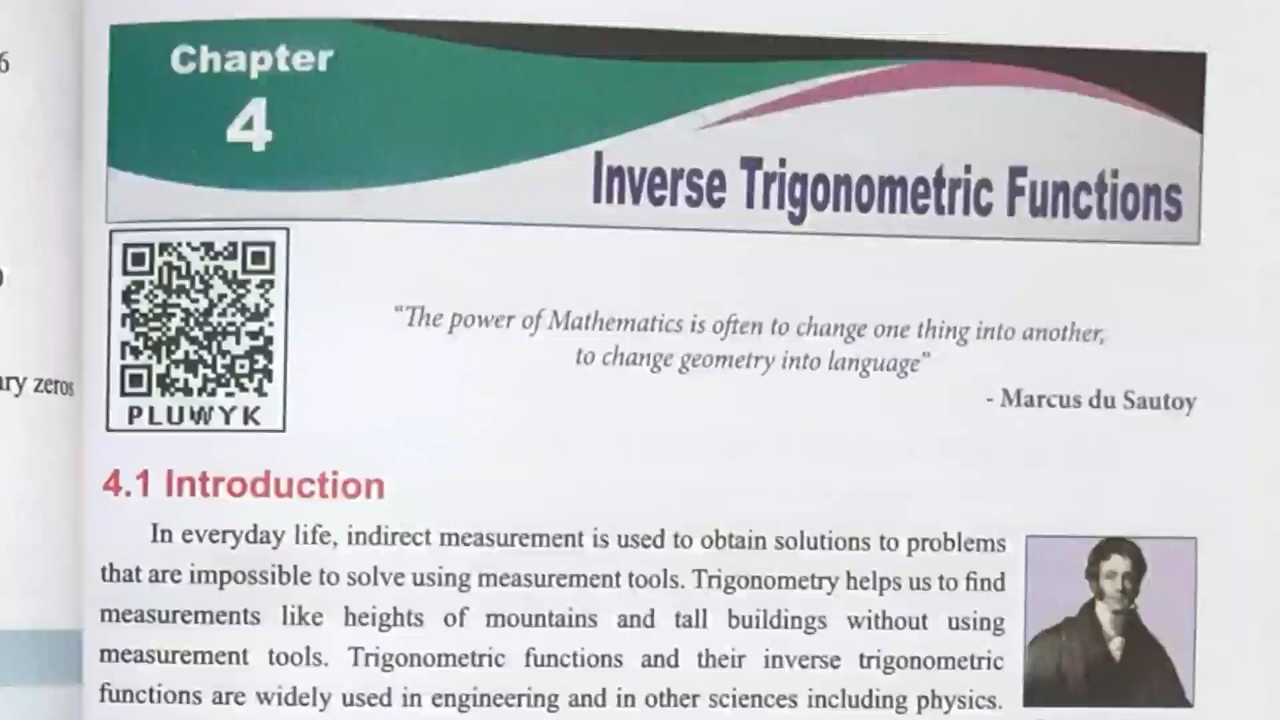 6
ary zeros
Chapter
4
Inverse Trigonometric Functions
PLUWYK
“The power of Mathematics is often to change one thing into another,
to change geometry into language”
- Marcus du Sautoy
4.1 Introduction
In everyday life, indirect measurement is used to obtain solutions to problems
that are impossible to solve using measurement tools. Trigonometry helps us to find
measurements like heights of mountains and tall buildings without using
measurement tools. Trigonometric functions and their inverse trigonometric
functions are widely used in engineering and in other sciences including physics.